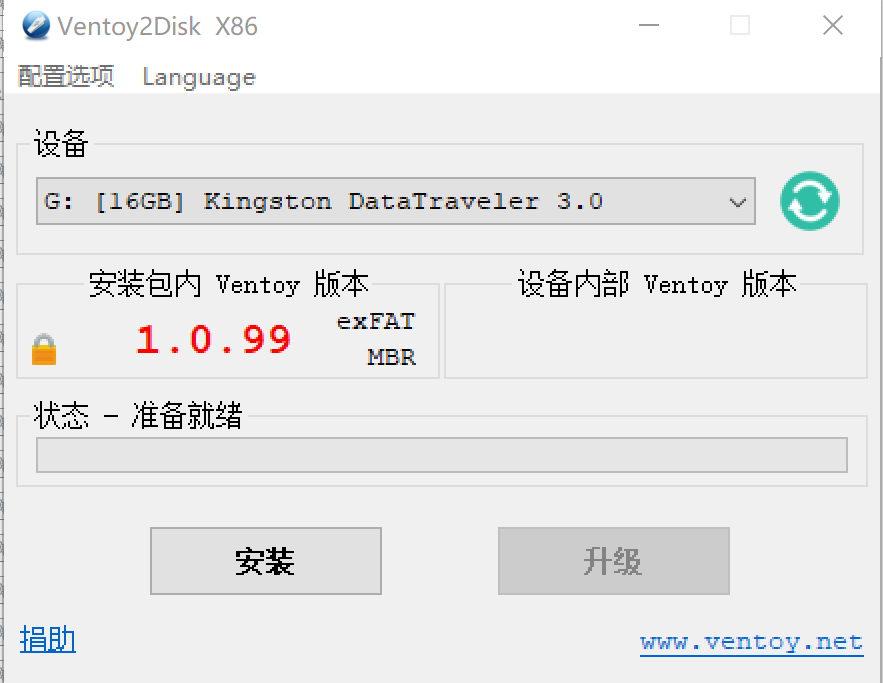 Ventoy2Disk X86
配置选项 Language
设备
G: [16GB] Kingston DataTraveler 3.0
安装包内 Ventoy 版本
设备内部 Ventoy 版本
1.0.99
exFAT
MBR
状态 - 准备就绪
安装
升级
捐助
www.ventoy.net